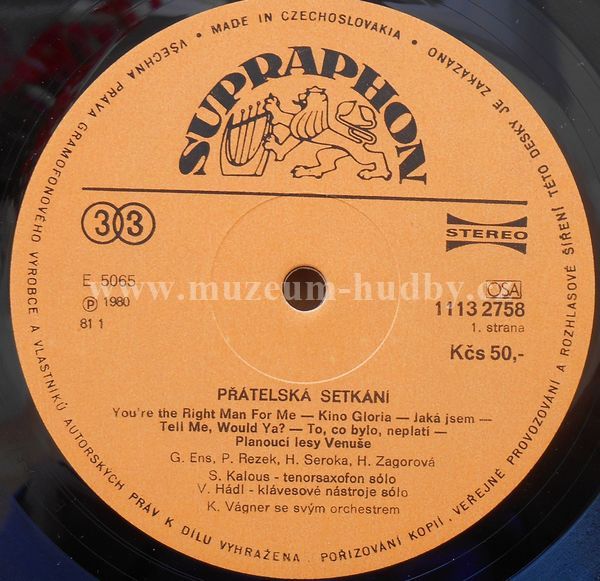 • MADE IN CZECHOSLOVAKIA •
VŠECHNA PRÁVA GRAMOFONOVÉHO VÝROBCE A VLASTNÍKŮ AUTORSKÝCH PRÁV K DÍLU VYHRAŽENA. POŘIZOVÁNÍ KOPIÍ, VEŘEJNÉ PROVOZOVÁNÍ A ROZHLASOVÉ ŠÍŘENÍ TÉTO DESKY JE ZAKÁZÁNO
SUPRAPHON
33
STEREO
E 5065
Ⓟ 1980
81 1
www.muzeum-hudby.c
OSA
1113 2758
1. strana
Kčs 50,-
PŘÁTELSKÁ SETKÁNÍ
You're the Right Man For Me — Kino Gloria — Jaká jsem —
Tell Me, Would Ya? — To, co bylo, neplatí —
Planoucí lesy Venuše
G. Ens, P. Rezek, H. Seroka, H. Zagorová
S. Kalous - tenorsaxofon sólo
V. Hádl - klávesové nástroje sólo
K. Vágner se svým orchestrem